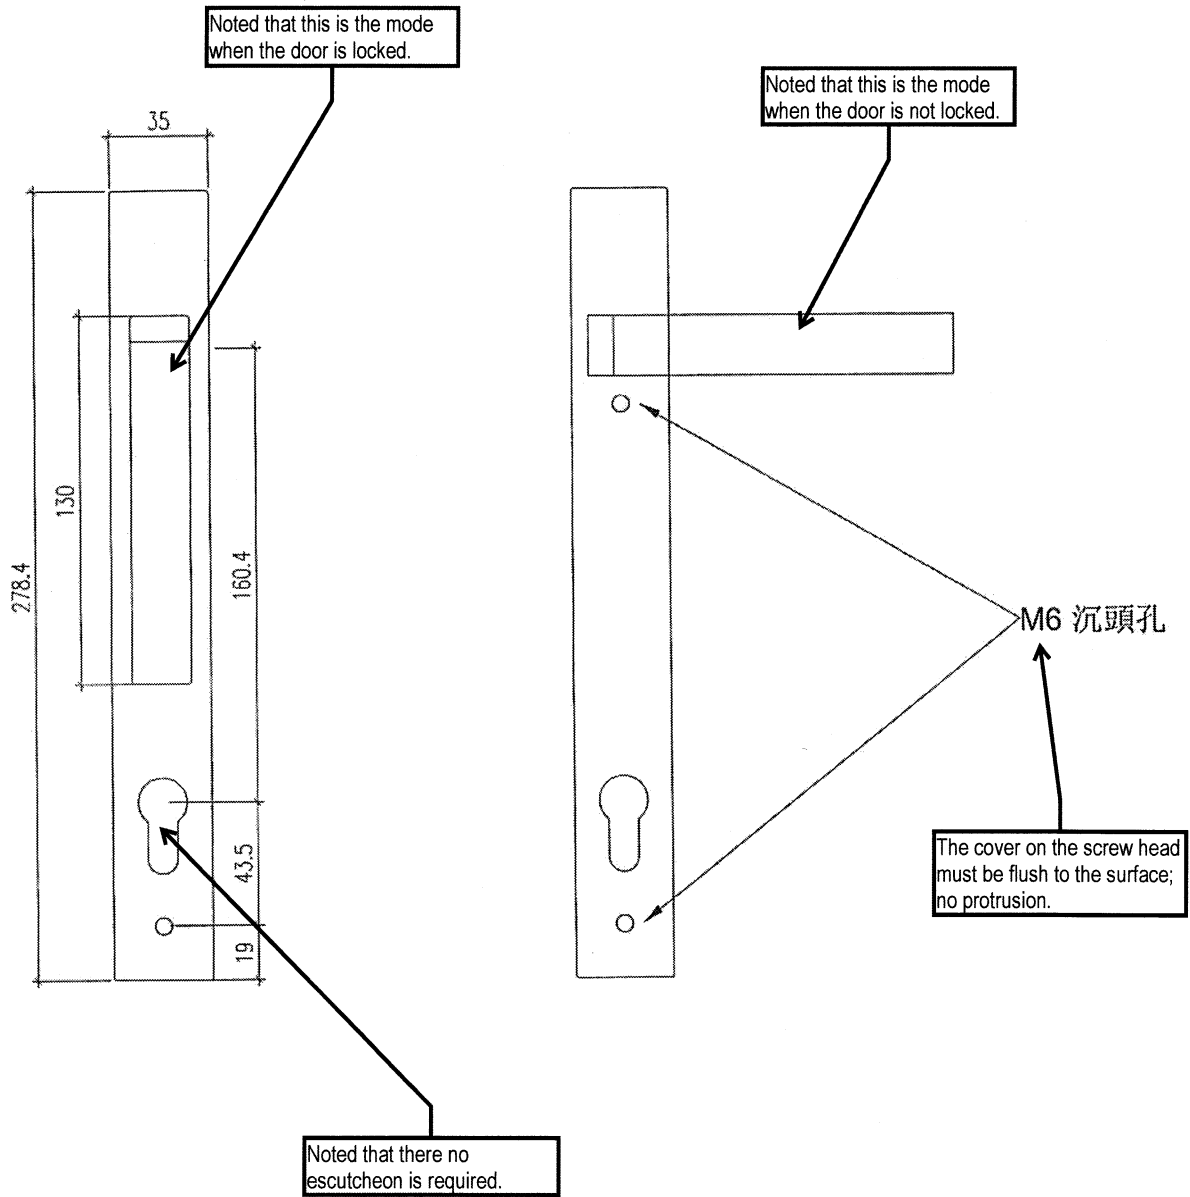 Noted that this is the mode
when the door is locked.
Noted that this is the mode
when the door is not locked.
35
130
278.4
160.4
43.5
19
M6 沉頭孔
The cover on the screw head
must be flush to the surface;
no protrusion.
Noted that there no
escutcheon is required.